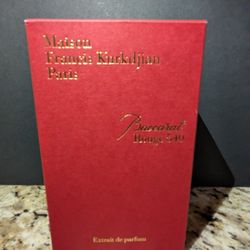 Maison
Francis Kurkdjian
Paris
Baccarat
Rouge 540
Extrait de parfum